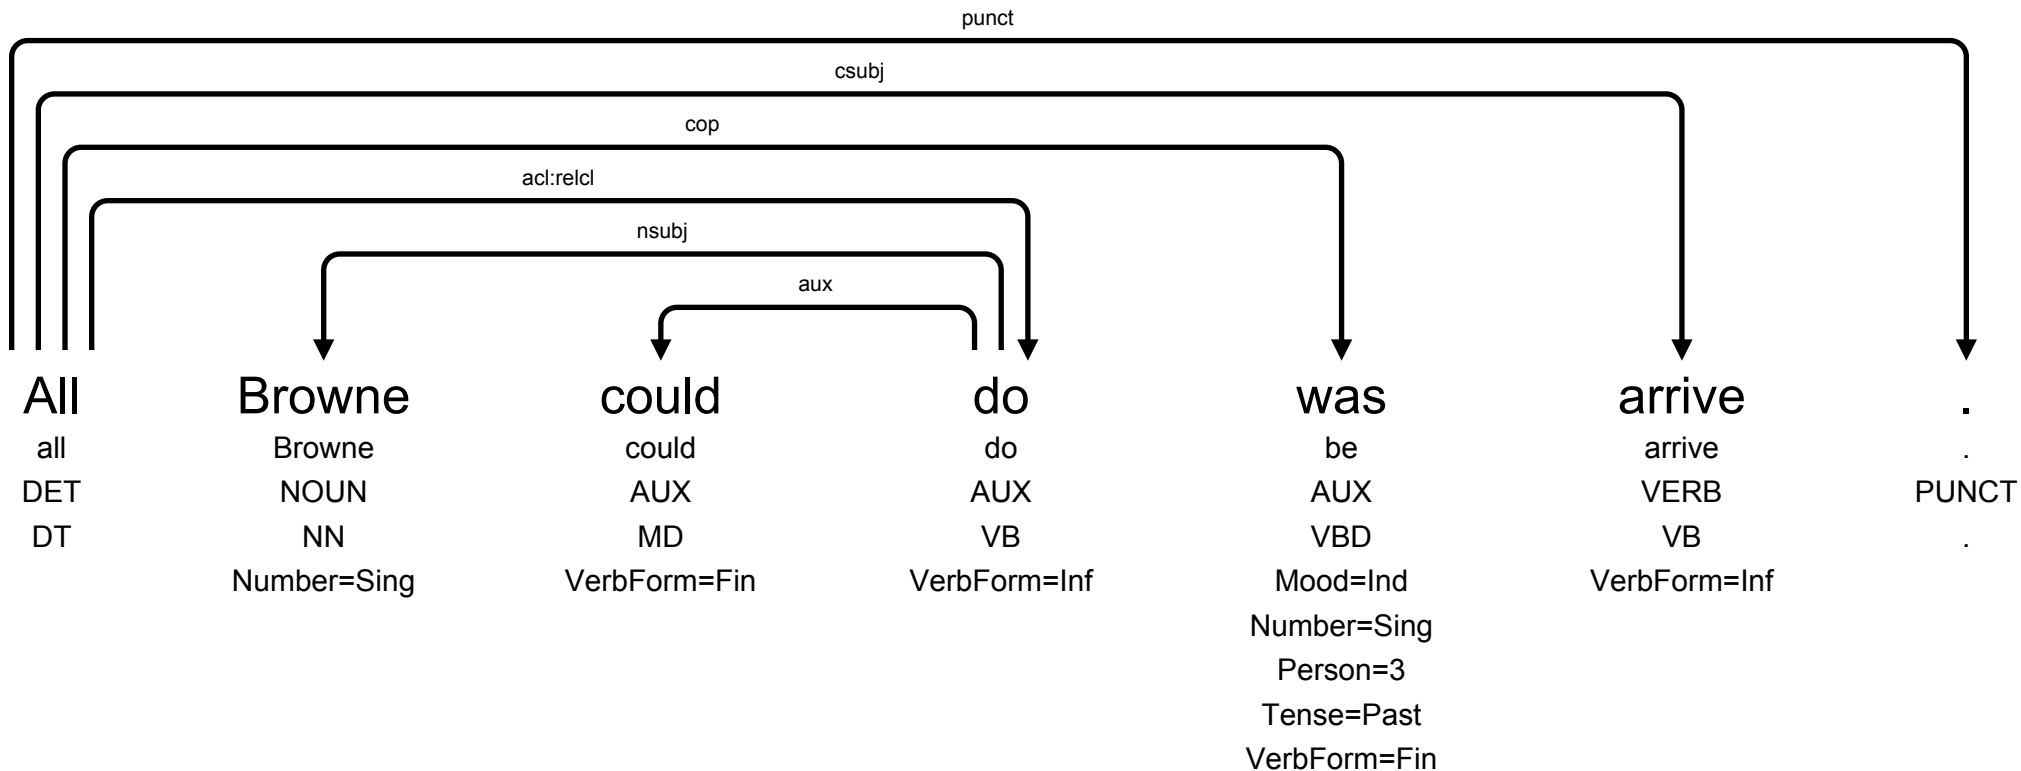 punct
csubj
cop
acl:relcl
nsubj
aux
All Browne could do was arrive .
all Browne could do be arrive .
DET NOUN AUX AUX AUX VERB PUNCT
DT NN MD VB VBD VB .
Number=Sing VerbForm=Fin VerbForm=Inf Mood=Ind VerbForm=Inf
Number=Sing
Person=3
Tense=Past
VerbForm=Fin